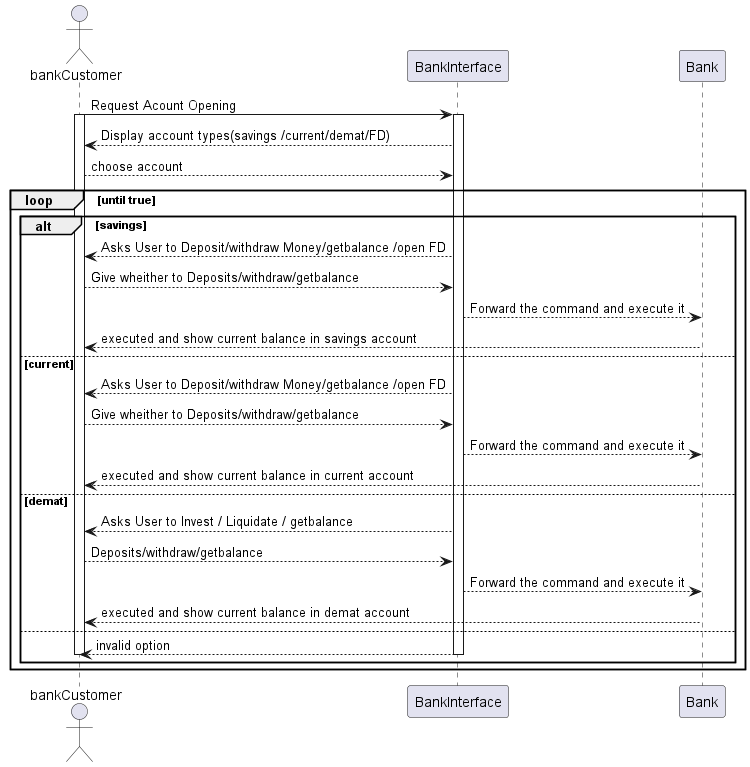 bankCustomer
BankInterface
Bank
Request Acount Opening
Display account types(savings /current/demat/FD)
choose account
loop [until true]
alt [savings]
Asks User to Deposit/withdraw Money/getbalance /open FD
Give wheither to Deposits/withdraw/getbalance
Forward the command and execute it
executed and show current balance in savings account
[current]
Asks User to Deposit/withdraw Money/getbalance /open FD
Give wheither to Deposits/withdraw/getbalance
Forward the command and execute it
executed and show current balance in current account
[demat]
Asks User to Invest / Liquidate / getbalance
Deposits/withdraw/getbalance
Forward the command and execute it
executed and show current balance in demat account
invalid option
bankCustomer
BankInterface
Bank